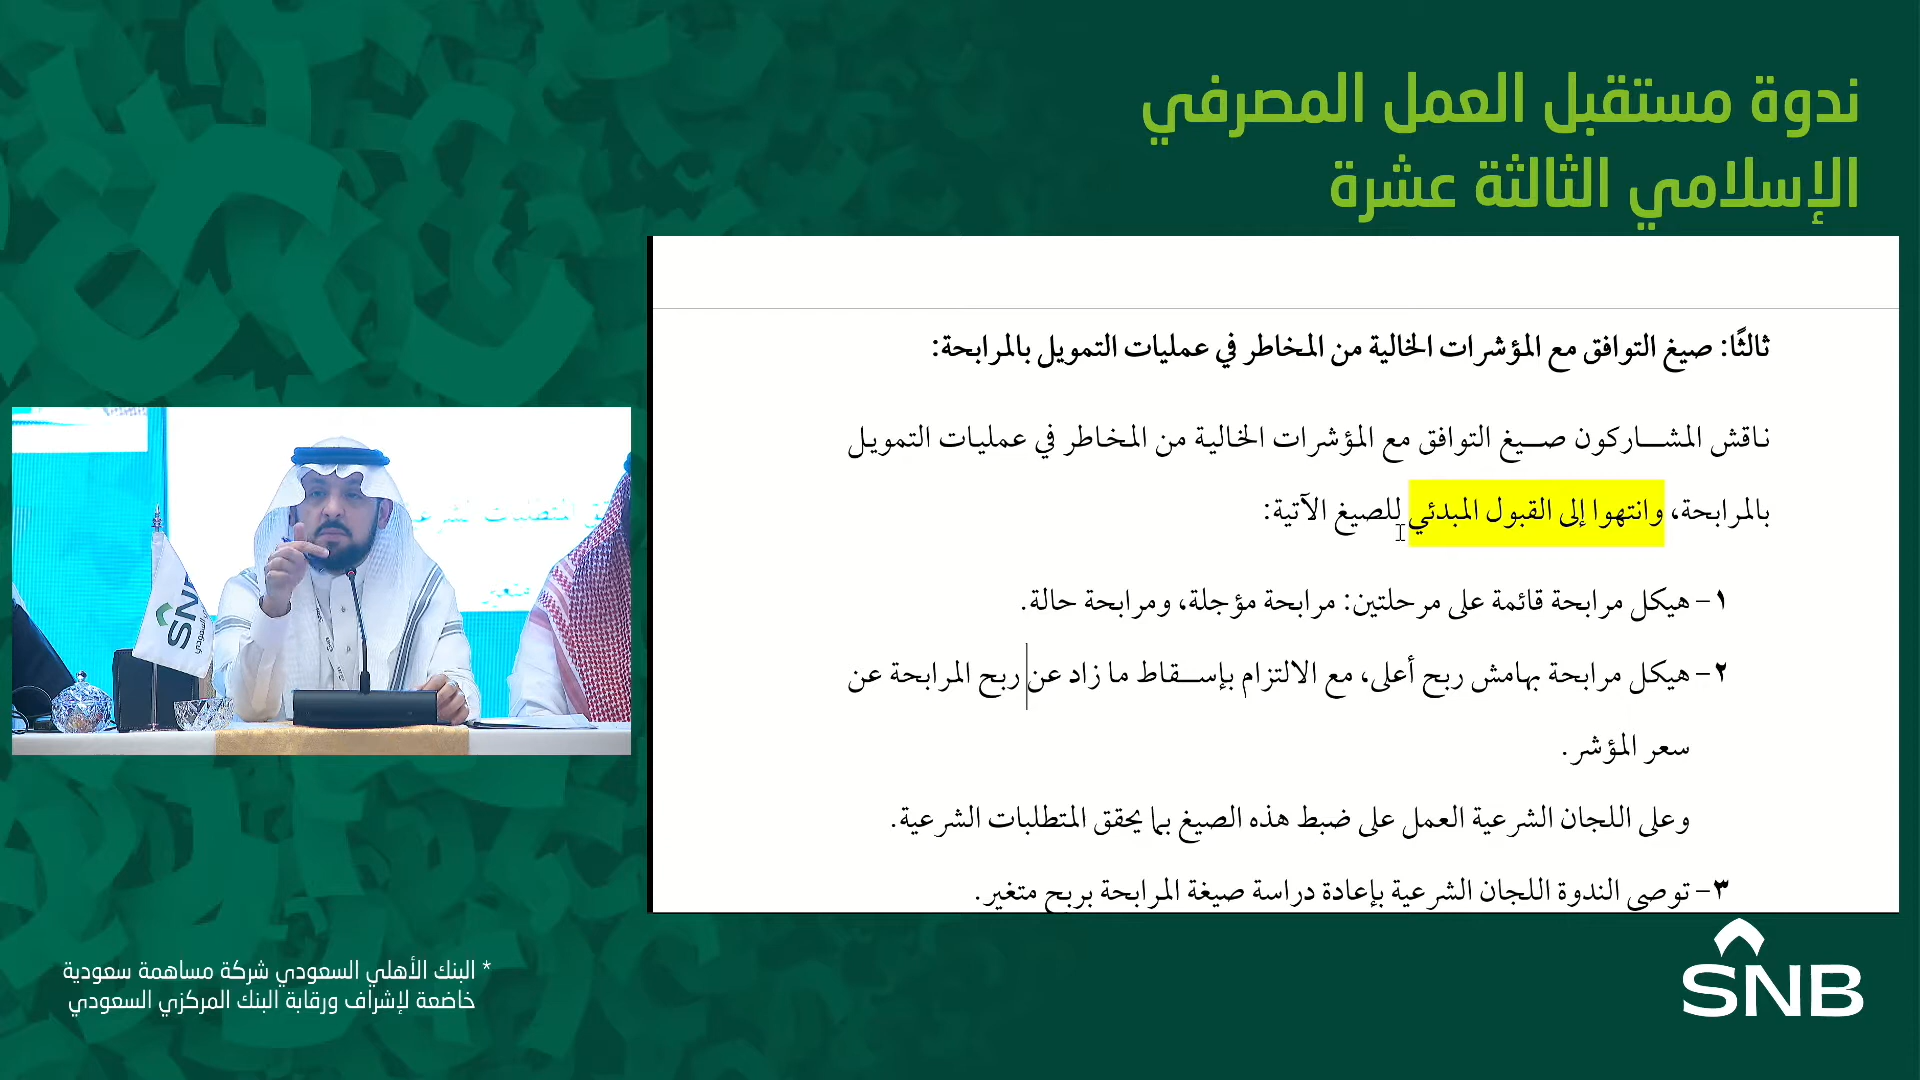 ندوة مستقبل العمل المصرفي
الإسلامي الثالثة عشرة
ثالثًا: صيغ التوافق مع المؤشرات الخالية من المخاطر في عمليات التمويل بالمرابحة:
ناقش المشاركون صيغ التوافق مع المؤشرات الخالية من المخاطر في عمليات التمويل
بالمرابحة، وانتهوا إلى القبول المبدئي للصيغ الآتية:
١- هيكل مرابحة قائمة على مرحلتين: مرابحة مؤجلة، ومرابحة حالة.
٢- هيكل مرابحة بهامش ربح أعلى، مع الالتزام بإسقاط ما زاد عن ربح المرابحة عن
سعر المؤشر.
وعلى اللجان الشرعية العمل على ضبط هذه الصيغ بما يحقق المتطلبات الشرعية.
٣- توصي الندوة اللجان الشرعية بإعادة دراسة صيغة المرابحة بربح متغير.
SNB
* البنك الأهلي السعودي شركة مساهمة سعودية
خاضعة لإشراف ورقابة البنك المركزي السعودي
SNB